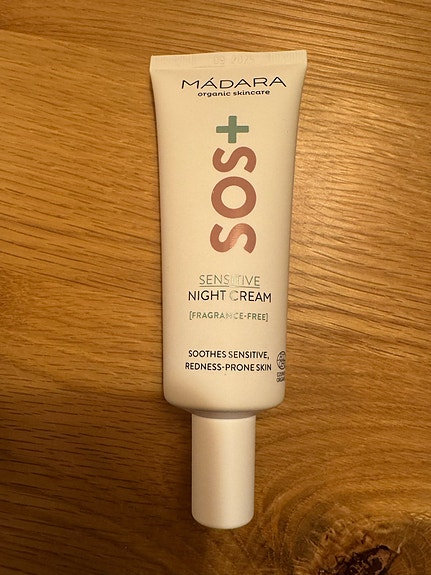 MÁDARA
organic skincare
SOS+
SENSITIVE
NIGHT CREAM
[FRAGRANCE-FREE]
SOOTHES SENSITIVE,
REDNESS-PRONE SKIN